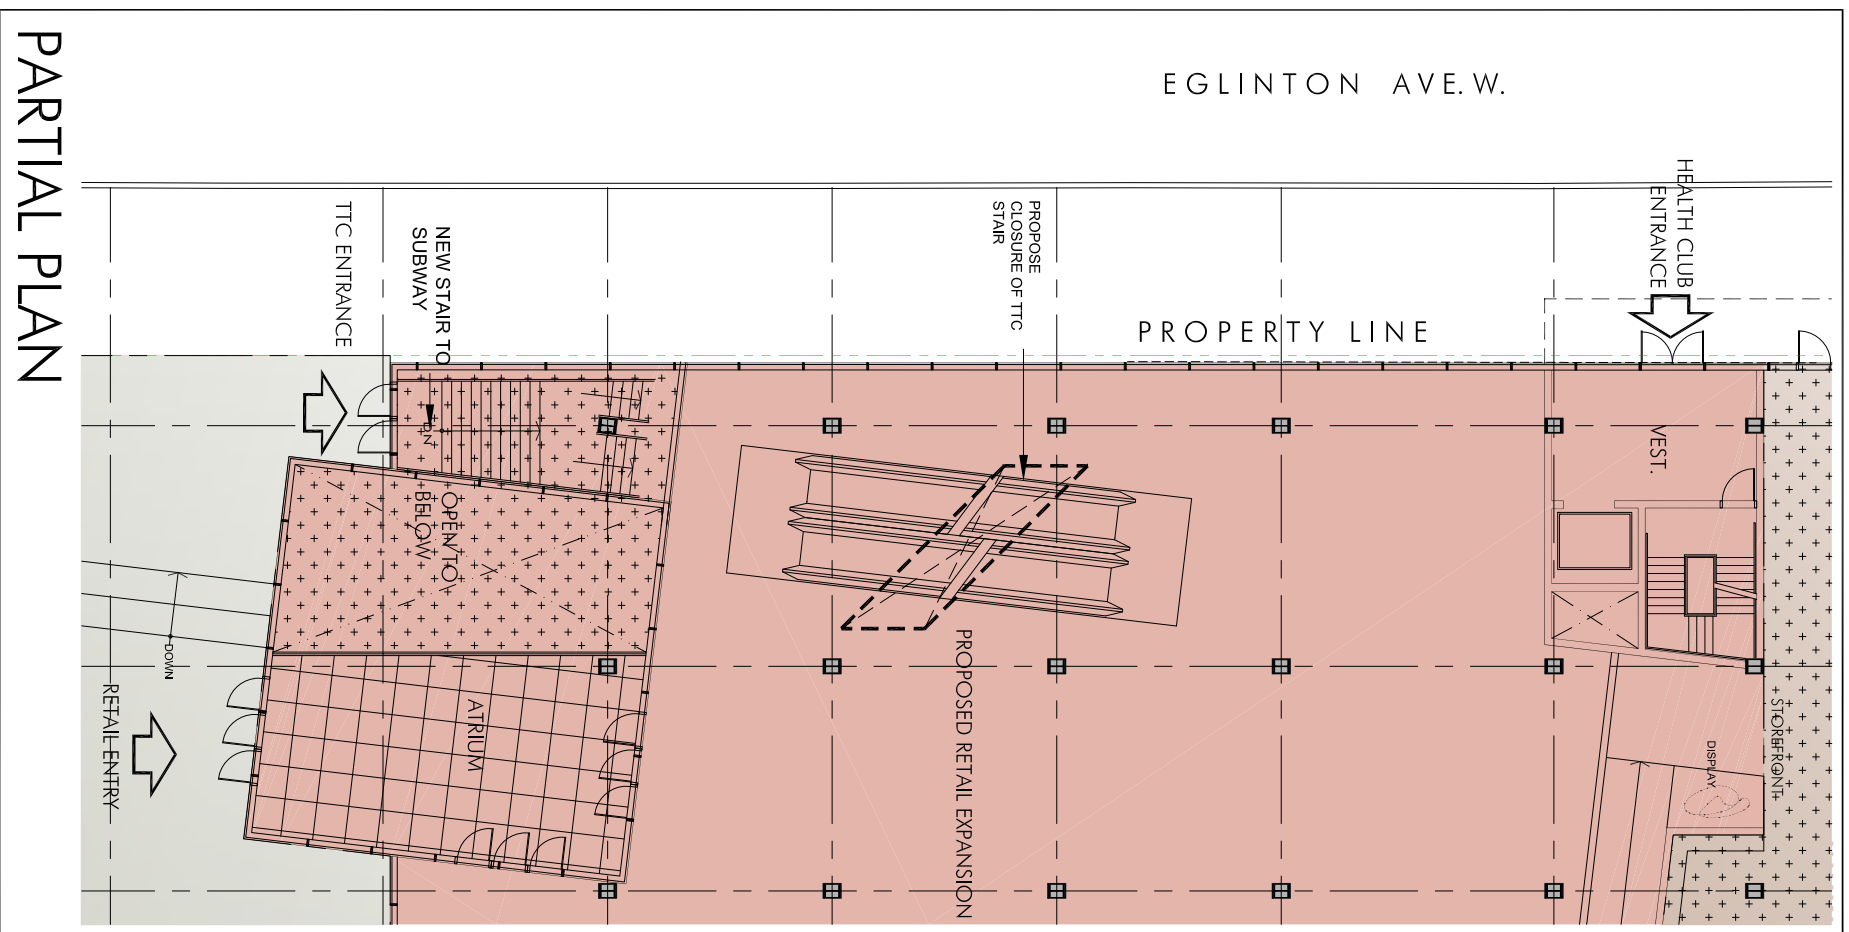 PARTIAL PLAN
EGLINTON AVE. W.
HEALTH CLUB
ENTRANCE
TTC ENTRANCE
NEW STAIR TO
SUBWAY
PROPOSE
CLOSURE OF TTC
STAIR
PROPERTY LINE
DN
VEST.
OPEN TO
BELOW
DOWN
RETAIL ENTRY
ATRIUM
PROPOSED RETAIL EXPANSION
STOREFRONT
DISPLAY